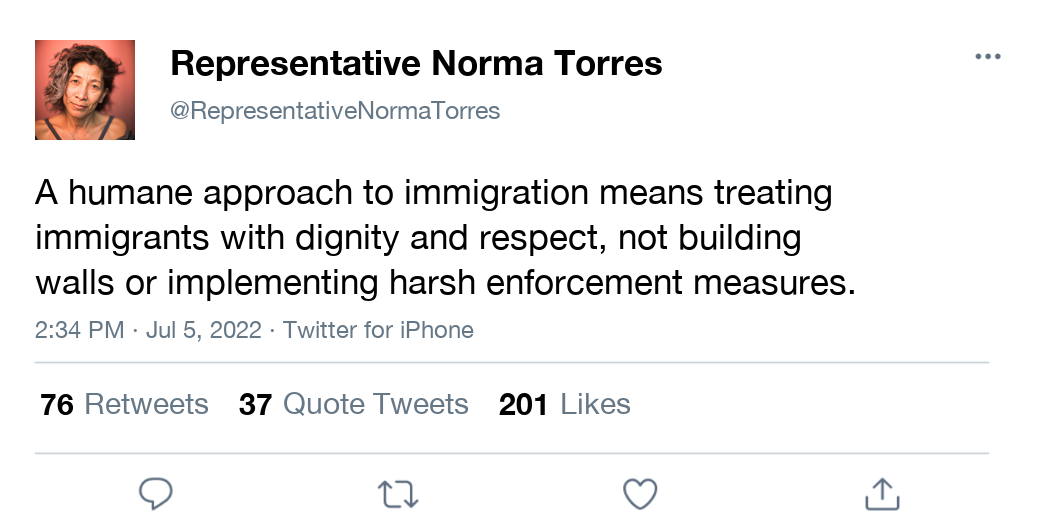 Representative Norma Torres
@RepresentativeNormaTorres
A humane approach to immigration means treating
immigrants with dignity and respect, not building
walls or implementing harsh enforcement measures.
2:34 PM · Jul 5, 2022 · Twitter for iPhone
76 Retweets 37 Quote Tweets 201 Likes